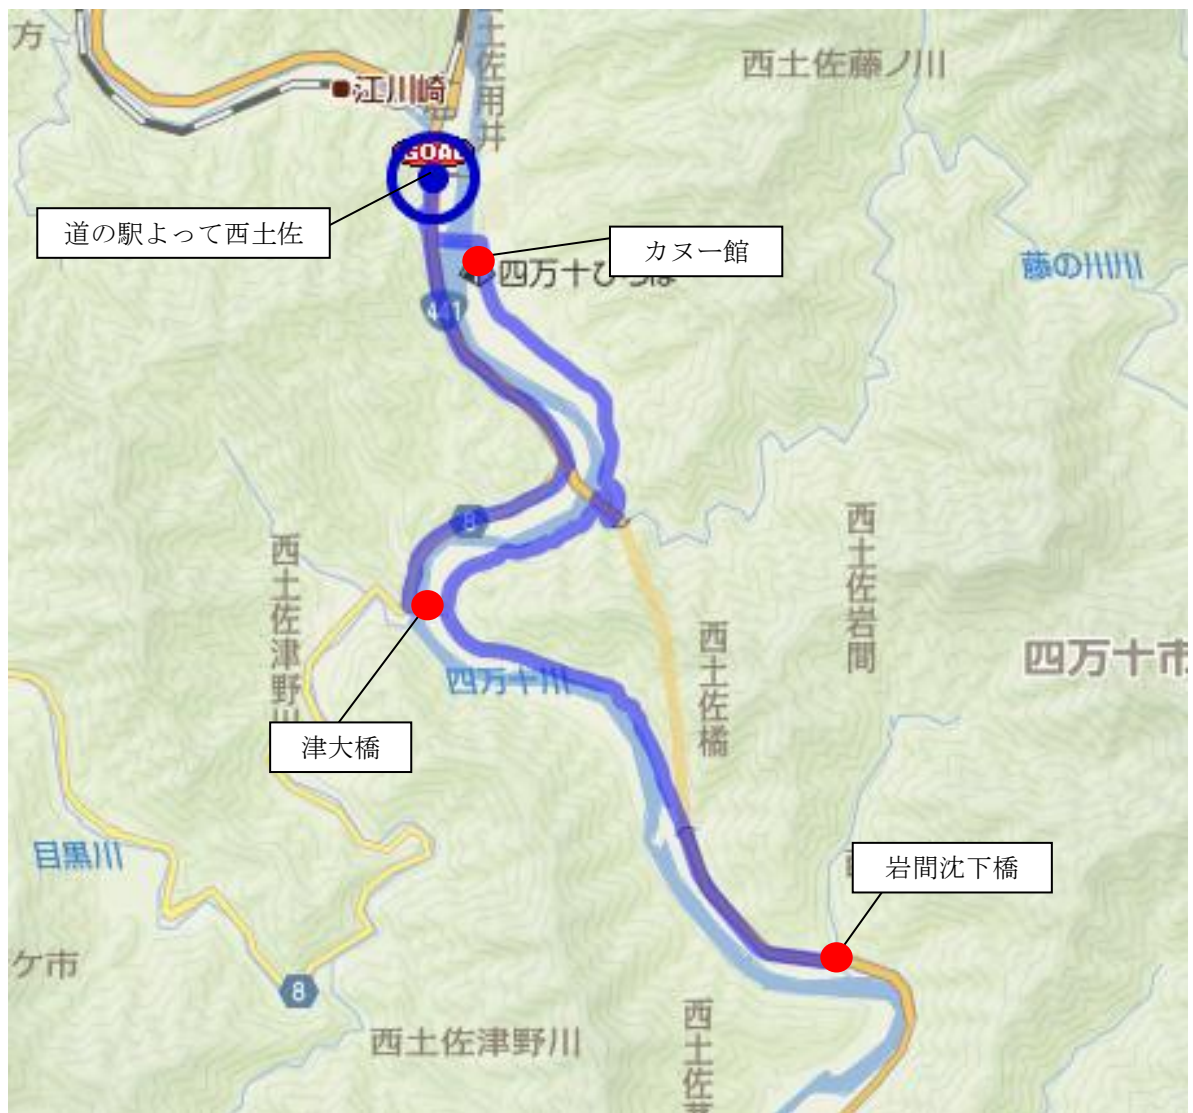 方
土佐用井
西土佐藤ノ川
江川崎
GOAL
道の駅よって西土佐
カヌー館
四万十ひろば
藤の川川
441
8
西土佐岩間
西土佐津野川
西土佐橘
四万十市
四万十川
津大橋
目黒川
岩間沈下橋
ケ市
8
西土佐津野川
西土佐